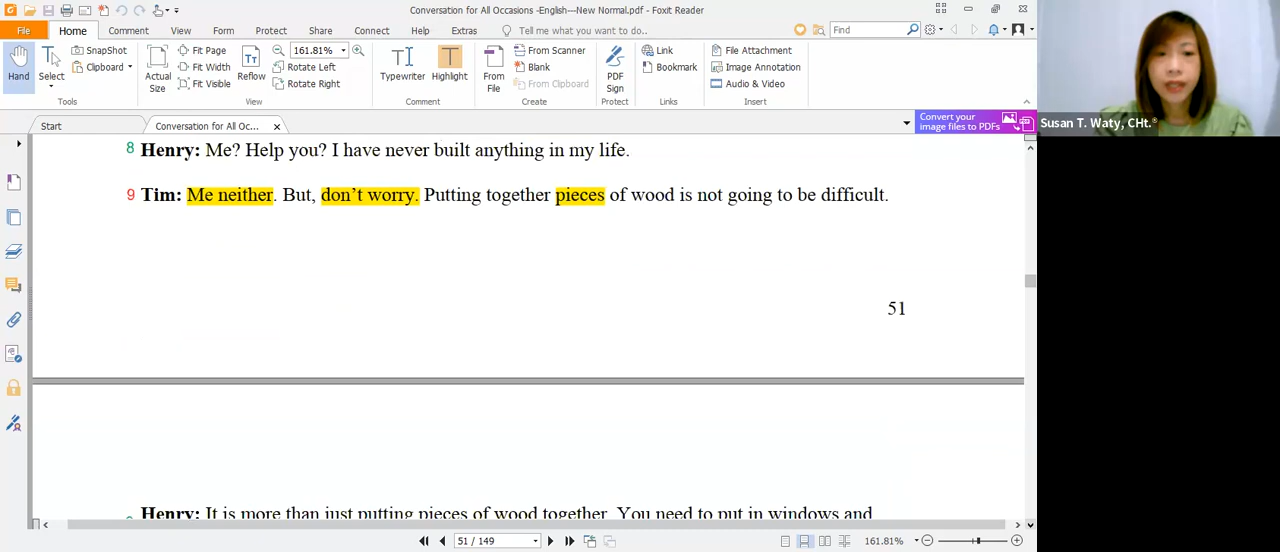 Conversation for All Occasions -English---New Normal.pdf - Foxit Reader
File Home Comment View Form Protect Share Connect Help Extras Tell me what you want to do.. Find
Hand
Select
SnapShot
Clipboard
Tools
Actual Size
Fit Page
Fit Width
Fit Visible
Reflow
161.81%
Rotate Left
Rotate Right
View
Typewriter
Highlight
Comment
From File
From Scanner
Blank
From Clipboard
Create
PDF Sign
Protect
Link
Bookmark
Links
File Attachment
Image Annotation
Audio & Video
Insert
Start
Conversation for All Oc...
Convert your
image files to PDFs
Susan T. Waty, CHt.®
8 Henry: Me? Help you? I have never built anything in my life.
9 Tim: Me neither. But, don't worry. Putting together pieces of wood is not going to be difficult.
51
Henry: It is more than just putting pieces of wood together. You need to put in windows and
51 / 149
161.81%